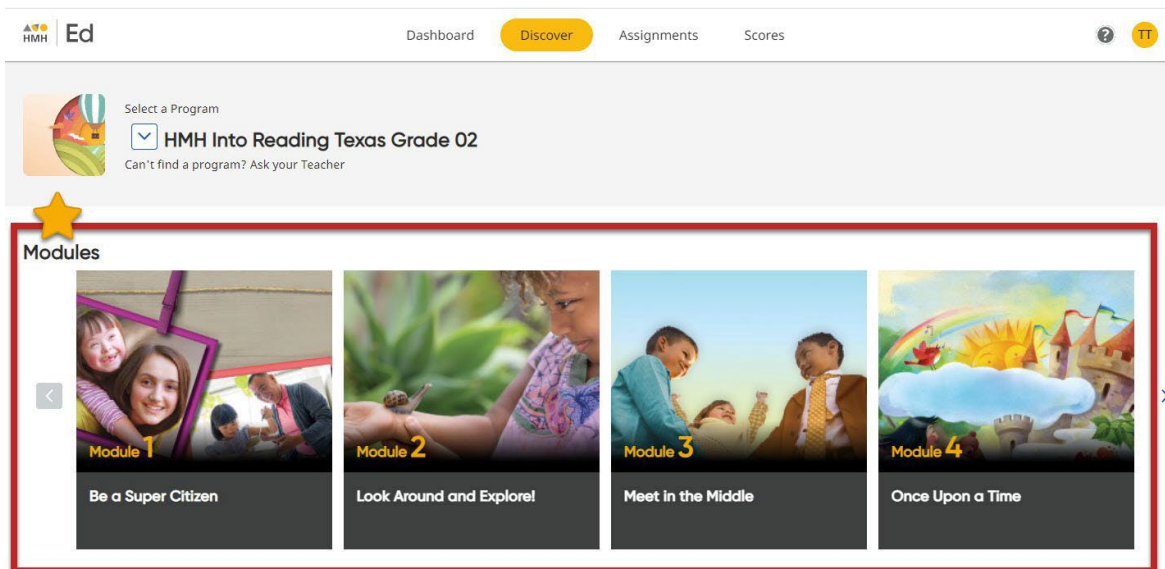 HMH Ed Dashboard Discover Assignments Scores ? TT
Select a Program
HMH Into Reading Texas Grade 02
Can't find a program? Ask your Teacher
Modules
Module 1
Be a Super Citizen
Module 2
Look Around and Explore!
Module 3
Meet in the Middle
Module 4
Once Upon a Time